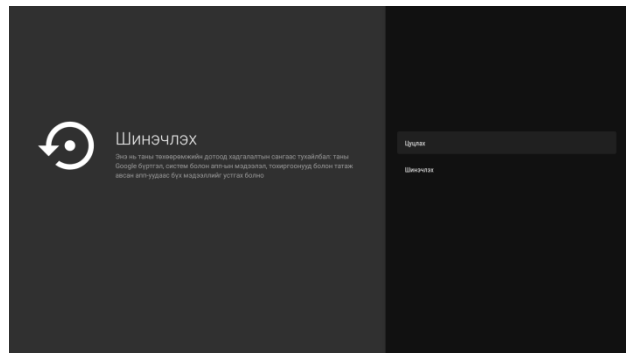 Шинэчлэх
Энэ нь таны төхөөрөмжийн дотоод хадгалалтын сангаас тухайлбал: таны
Google бүртгэл, систем болон апп-ын мэдээлэл, тохиргоонууд болон татаж
авсан апп-уудаас бүх мэдээллийг устгах болно
Цуцлах
Шинэчлэх